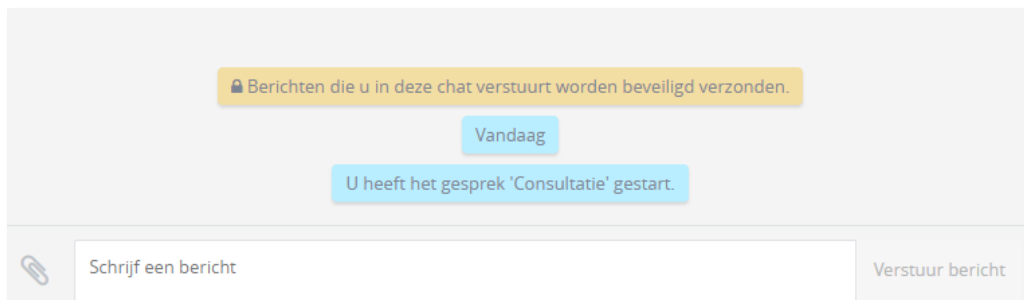 Berichten die u in deze chat verstuurt worden beveiligd verzonden.
Vandaag
U heeft het gesprek 'Consultatie' gestart.
Schrijf een bericht
Verstuur bericht